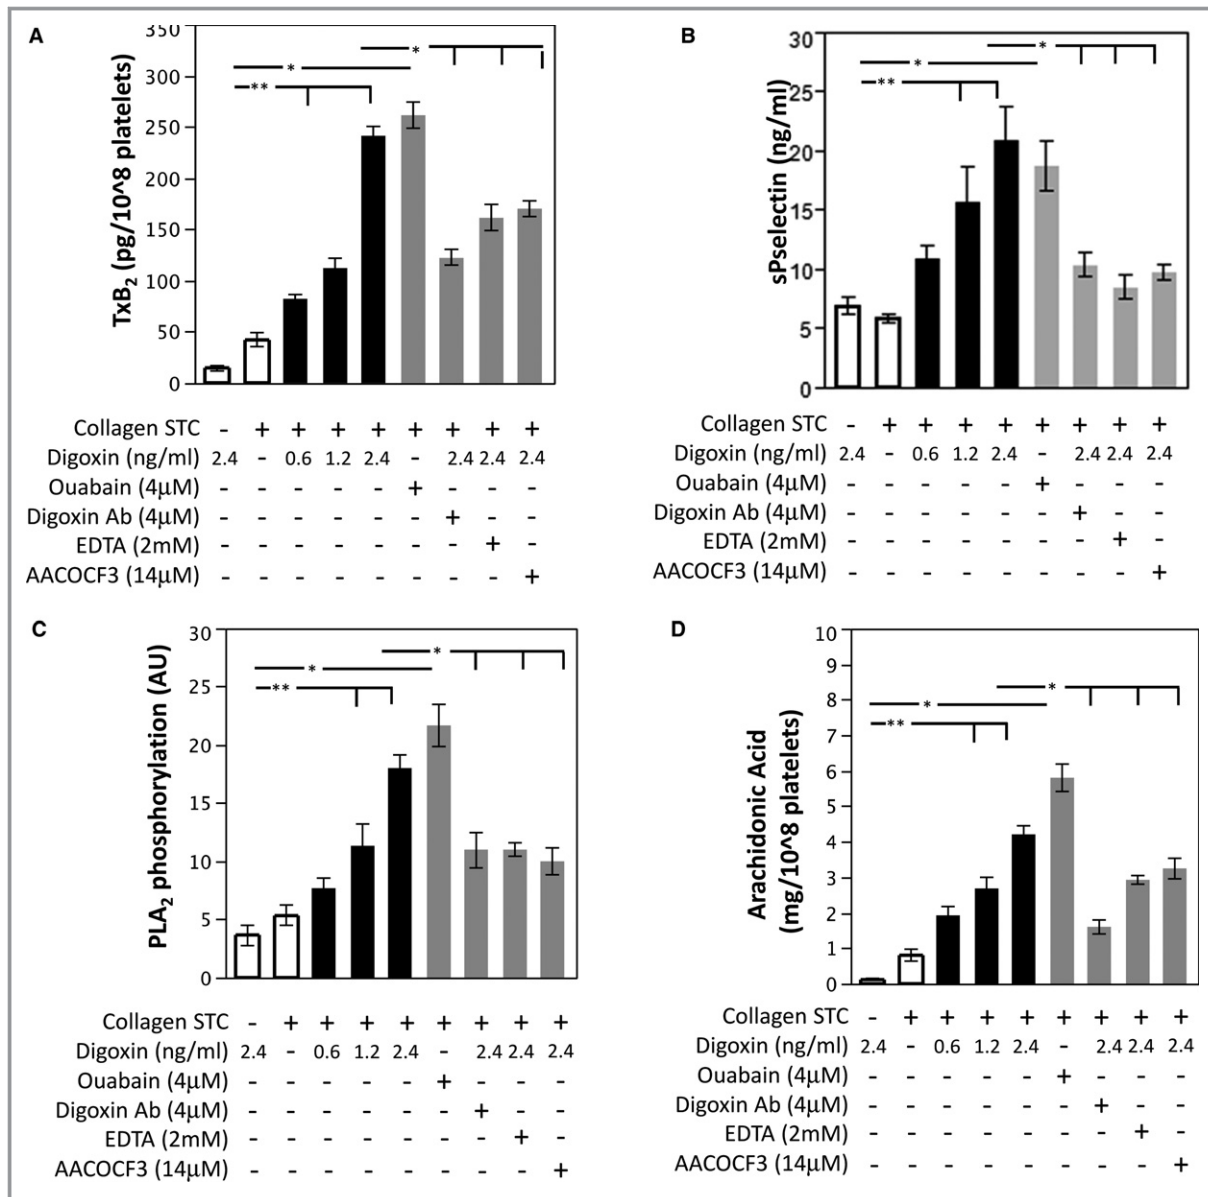 A
TxB2 (pg/10^8 platelets)
350
300
250
200
150
100
50
0
*
*
**
Collagen STC - + + + + + + + +
Digoxin (ng/ml) 2.4 - 0.6 1.2 2.4 - 2.4 2.4 2.4
Ouabain (4μM) - - - - - + - - -
Digoxin Ab (4μM) - - - - - - + - -
EDTA (2mM) - - - - - - - + -
AACOCF3 (14μM) - - - - - - - - +
B
sPselectin (ng/ml)
30
25
20
15
10
5
0
*
*
**
Collagen STC - + + + + + + + +
Digoxin (ng/ml) 2.4 - 0.6 1.2 2.4 - 2.4 2.4 2.4
Ouabain (4μM) - - - - - + - - -
Digoxin Ab (4μM) - - - - - - + - -
EDTA (2mM) - - - - - - - + -
AACOCF3 (14μM) - - - - - - - - +
C
PLA2 phosphorylation (AU)
30
25
20
15
10
5
0
*
*
**
Collagen STC - + + + + + + + +
Digoxin (ng/ml) 2.4 - 0.6 1.2 2.4 - 2.4 2.4 2.4
Ouabain (4μM) - - - - - + - - -
Digoxin Ab (4μM) - - - - - - + - -
EDTA (2mM) - - - - - - - + -
AACOCF3 (14μM) - - - - - - - - +
D
Arachidonic Acid
(mg/10^8 platelets)
10
9
8
7
6
5
4
3
2
1
0
*
*
**
Collagen STC - + + + + + + + +
Digoxin (ng/ml) 2.4 - 0.6 1.2 2.4 - 2.4 2.4 2.4
Ouabain (4μM) - - - - - + - - -
Digoxin Ab (4μM) - - - - - - + - -
EDTA (2mM) - - - - - - - + -
AACOCF3 (14μM) - - - - - - - - +